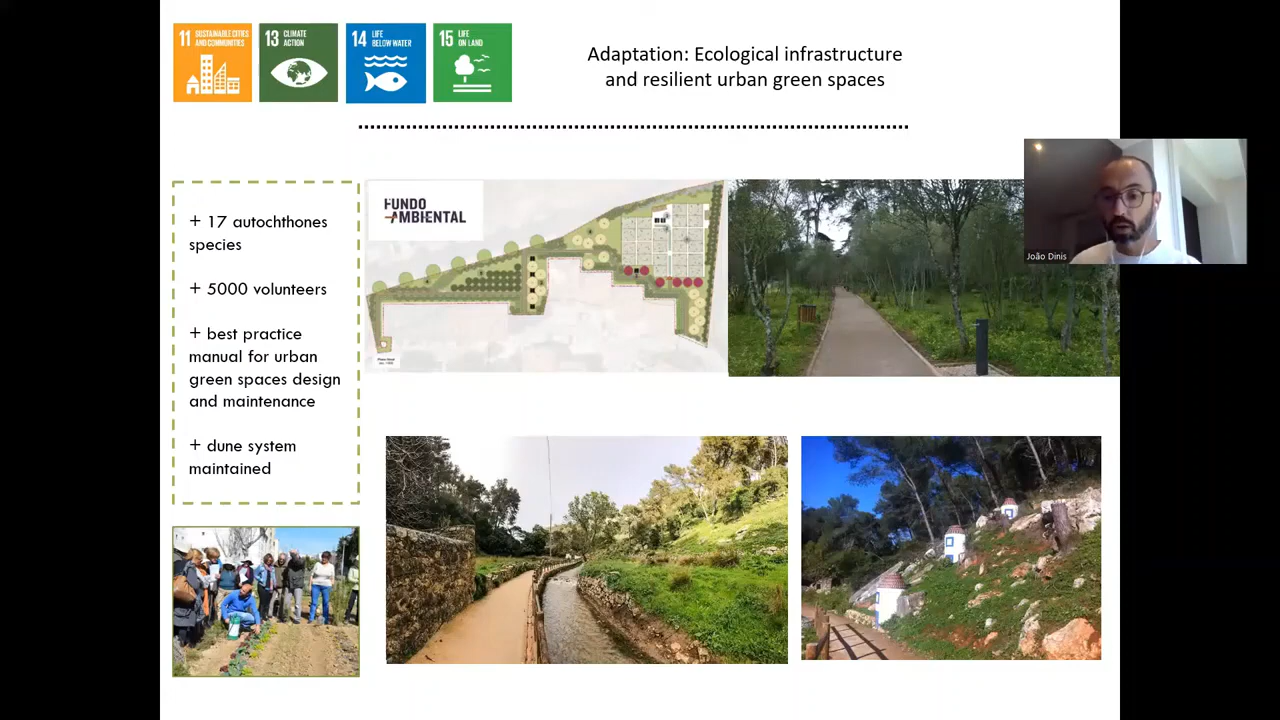 11 SUSTAINABLE CITIES
AND COMMUNITIES
13 CLIMATE
ACTION
14 LIFE
BELOW WATER
15 LIFE
ON LAND
Adaptation: Ecological infrastructure
and resilient urban green spaces
+ 17 autochthones
species
+ 5000 volunteers
+ best practice
manual for urban
green spaces design
and maintenance
+ dune system
maintained
FUNDO
AMBIENTAL
João Dinis